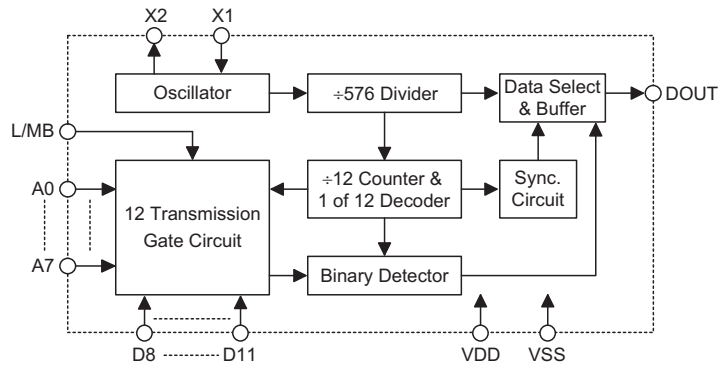 X2 X1
Oscillator
÷576 Divider
Data Select
& Buffer
DOUT
L/MB
A0
A7
12 Transmission
Gate Circuit
÷12 Counter &
1 of 12 Decoder
Sync.
Circuit
Binary Detector
D8 D11 VDD VSS